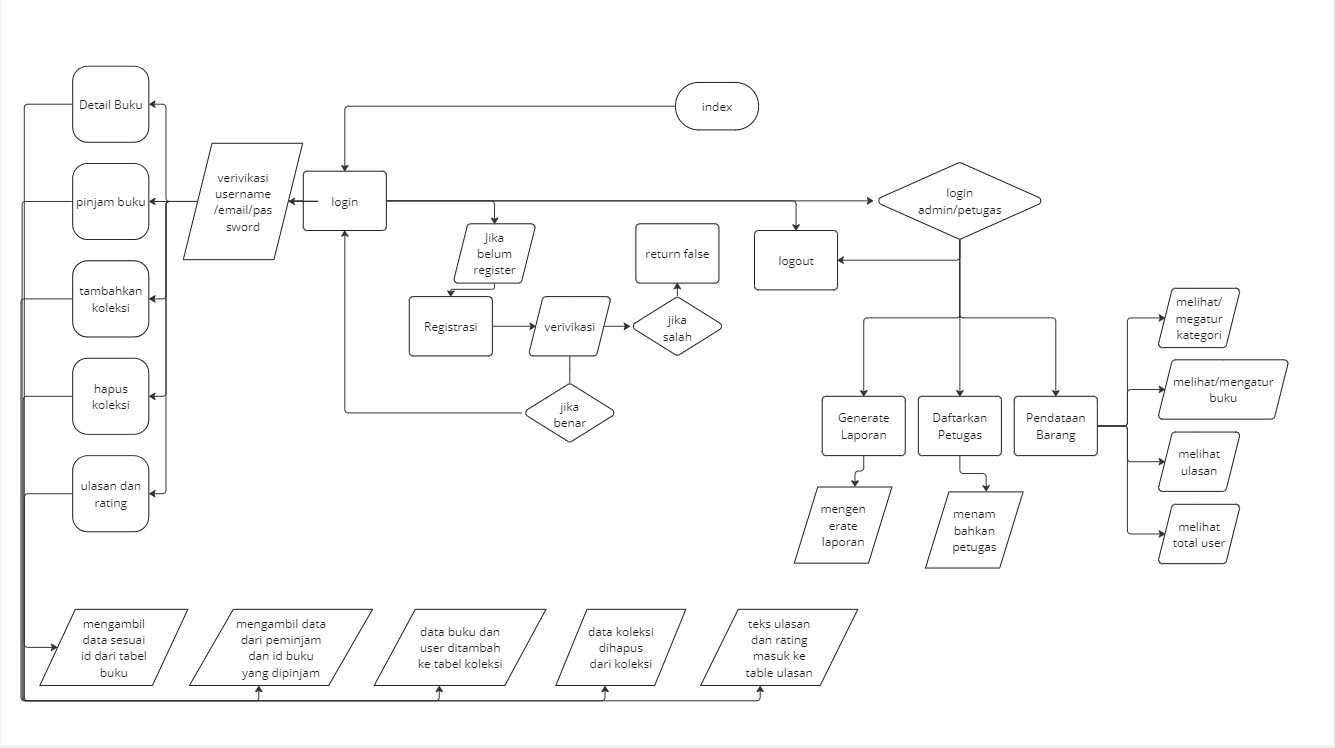 Detail Buku
index
pinjam buku
verivikasi
username
/email/pas
sword
login
login
admin/petugas
Jika
belum
register
return false
logout
tambahkan
koleksi
Registrasi
verivikasi
jika
salah
melihat/
megatur
kategori
melihat/mengatur
buku
hapus
koleksi
jika
benar
Generate
Laporan
Daftarkan
Petugas
Pendataan
Barang
melihat
ulasan
ulasan dan
rating
mengen
erate
laporan
menam
bahkan
petugas
melihat
total user
mengambil
data sesuai
id dari tabel
buku
mengambil data
dari peminjam
dan id buku
yang dipinjam
data buku dan
user ditambah
ke tabel koleksi
data koleksi
dihapus
dari koleksi
teks ulasan
dan rating
masuk ke
table ulasan